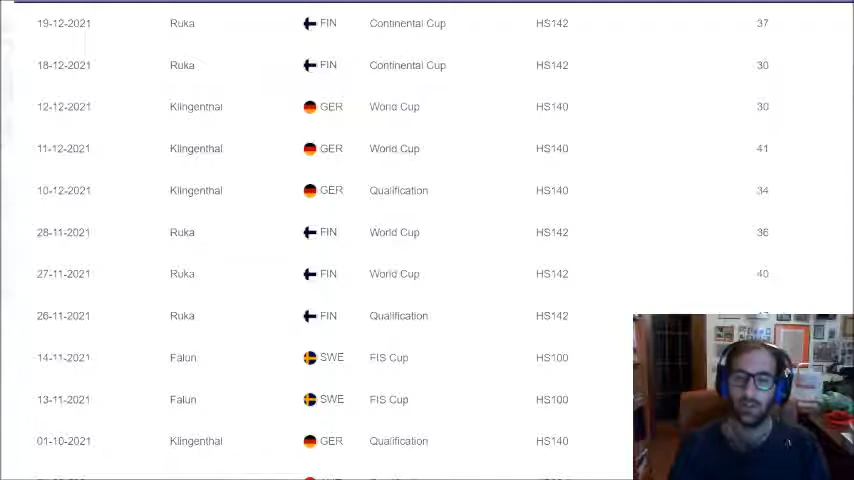 19-12-2021 Ruka FIN Continental Cup HS142 37
18-12-2021 Ruka FIN Continental Cup HS142 30
12-12-2021 Klingenthal GER World Cup HS140 30
11-12-2021 Klingenthal GER World Cup HS140 41
10-12-2021 Klingenthal GER Qualification HS140 34
28-11-2021 Ruka FIN World Cup HS142 36
27-11-2021 Ruka FIN World Cup HS142 40
26-11-2021 Ruka FIN Qualification HS142
14-11-2021 Falun SWE FIS Cup HS100
13-11-2021 Falun SWE FIS Cup HS100
01-10-2021 Klingenthal GER Qualification HS140